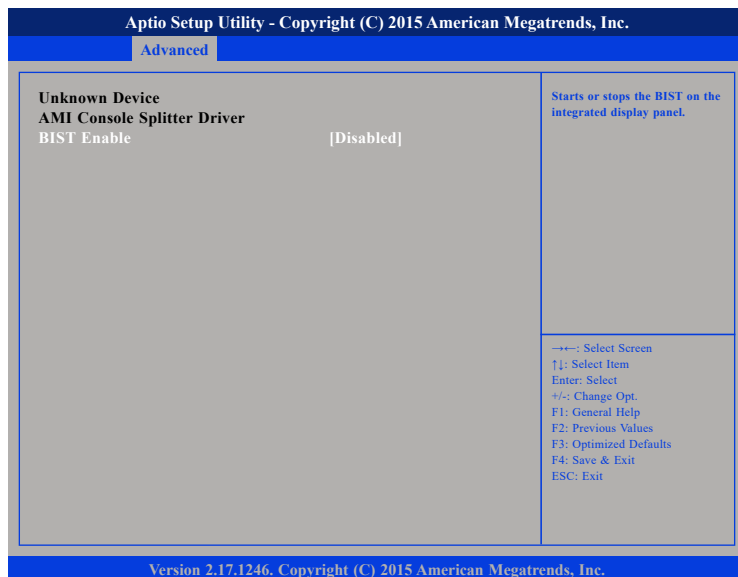 Aptio Setup Utility - Copyright (C) 2015 American Megatrends, Inc.
Advanced
Unknown Device
AMI Console Splitter Driver
BIST Enable [Disabled]
Starts or stops the BIST on the
integrated display panel.
→←: Select Screen
↑↓: Select Item
Enter: Select
+/-: Change Opt.
F1: General Help
F2: Previous Values
F3: Optimized Defaults
F4: Save & Exit
ESC: Exit
Version 2.17.1246. Copyright (C) 2015 American Megatrends, Inc.